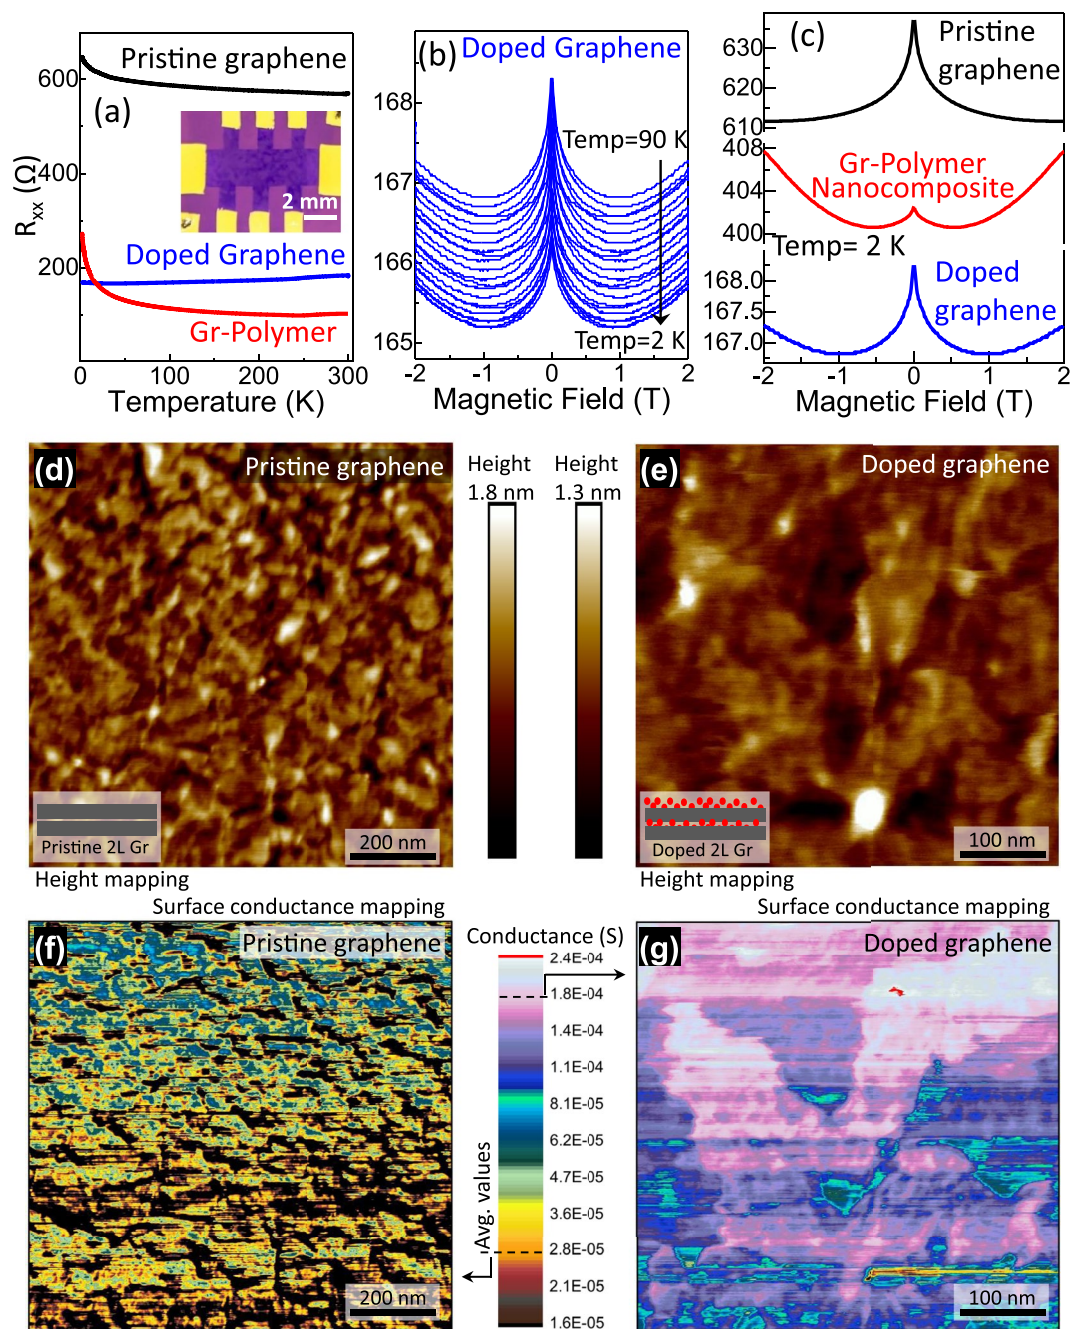 (a)
Pristine graphene
600
400
200
R_xx (Ω)
2 mm
Doped Graphene
Gr-Polymer
0 100 200 300
Temperature (K)
(b)
Doped Graphene
168
167
166
165
Temp=90 K
Temp=2 K
-2 -1 0 1 2
Magnetic Field (T)
(c)
Pristine
graphene
630
620
610
408
404
400
Gr-Polymer
Nanocomposite
Temp= 2 K
168.0
167.5
167.0
Doped
graphene
-2 -1 0 1 2
Magnetic Field (T)
(d)
Pristine graphene
Pristine 2L Gr
200 nm
Height mapping
Height
1.8 nm
Height
1.3 nm
(e)
Doped graphene
Doped 2L Gr
100 nm
Height mapping
Surface conductance mapping
(f)
Pristine graphene
200 nm
Conductance (S)
2.4E-04
1.8E-04
1.4E-04
1.1E-04
8.1E-05
6.2E-05
4.7E-05
3.6E-05
2.8E-05
2.1E-05
1.6E-05
Avg. values
Surface conductance mapping
(g)
Doped graphene
100 nm